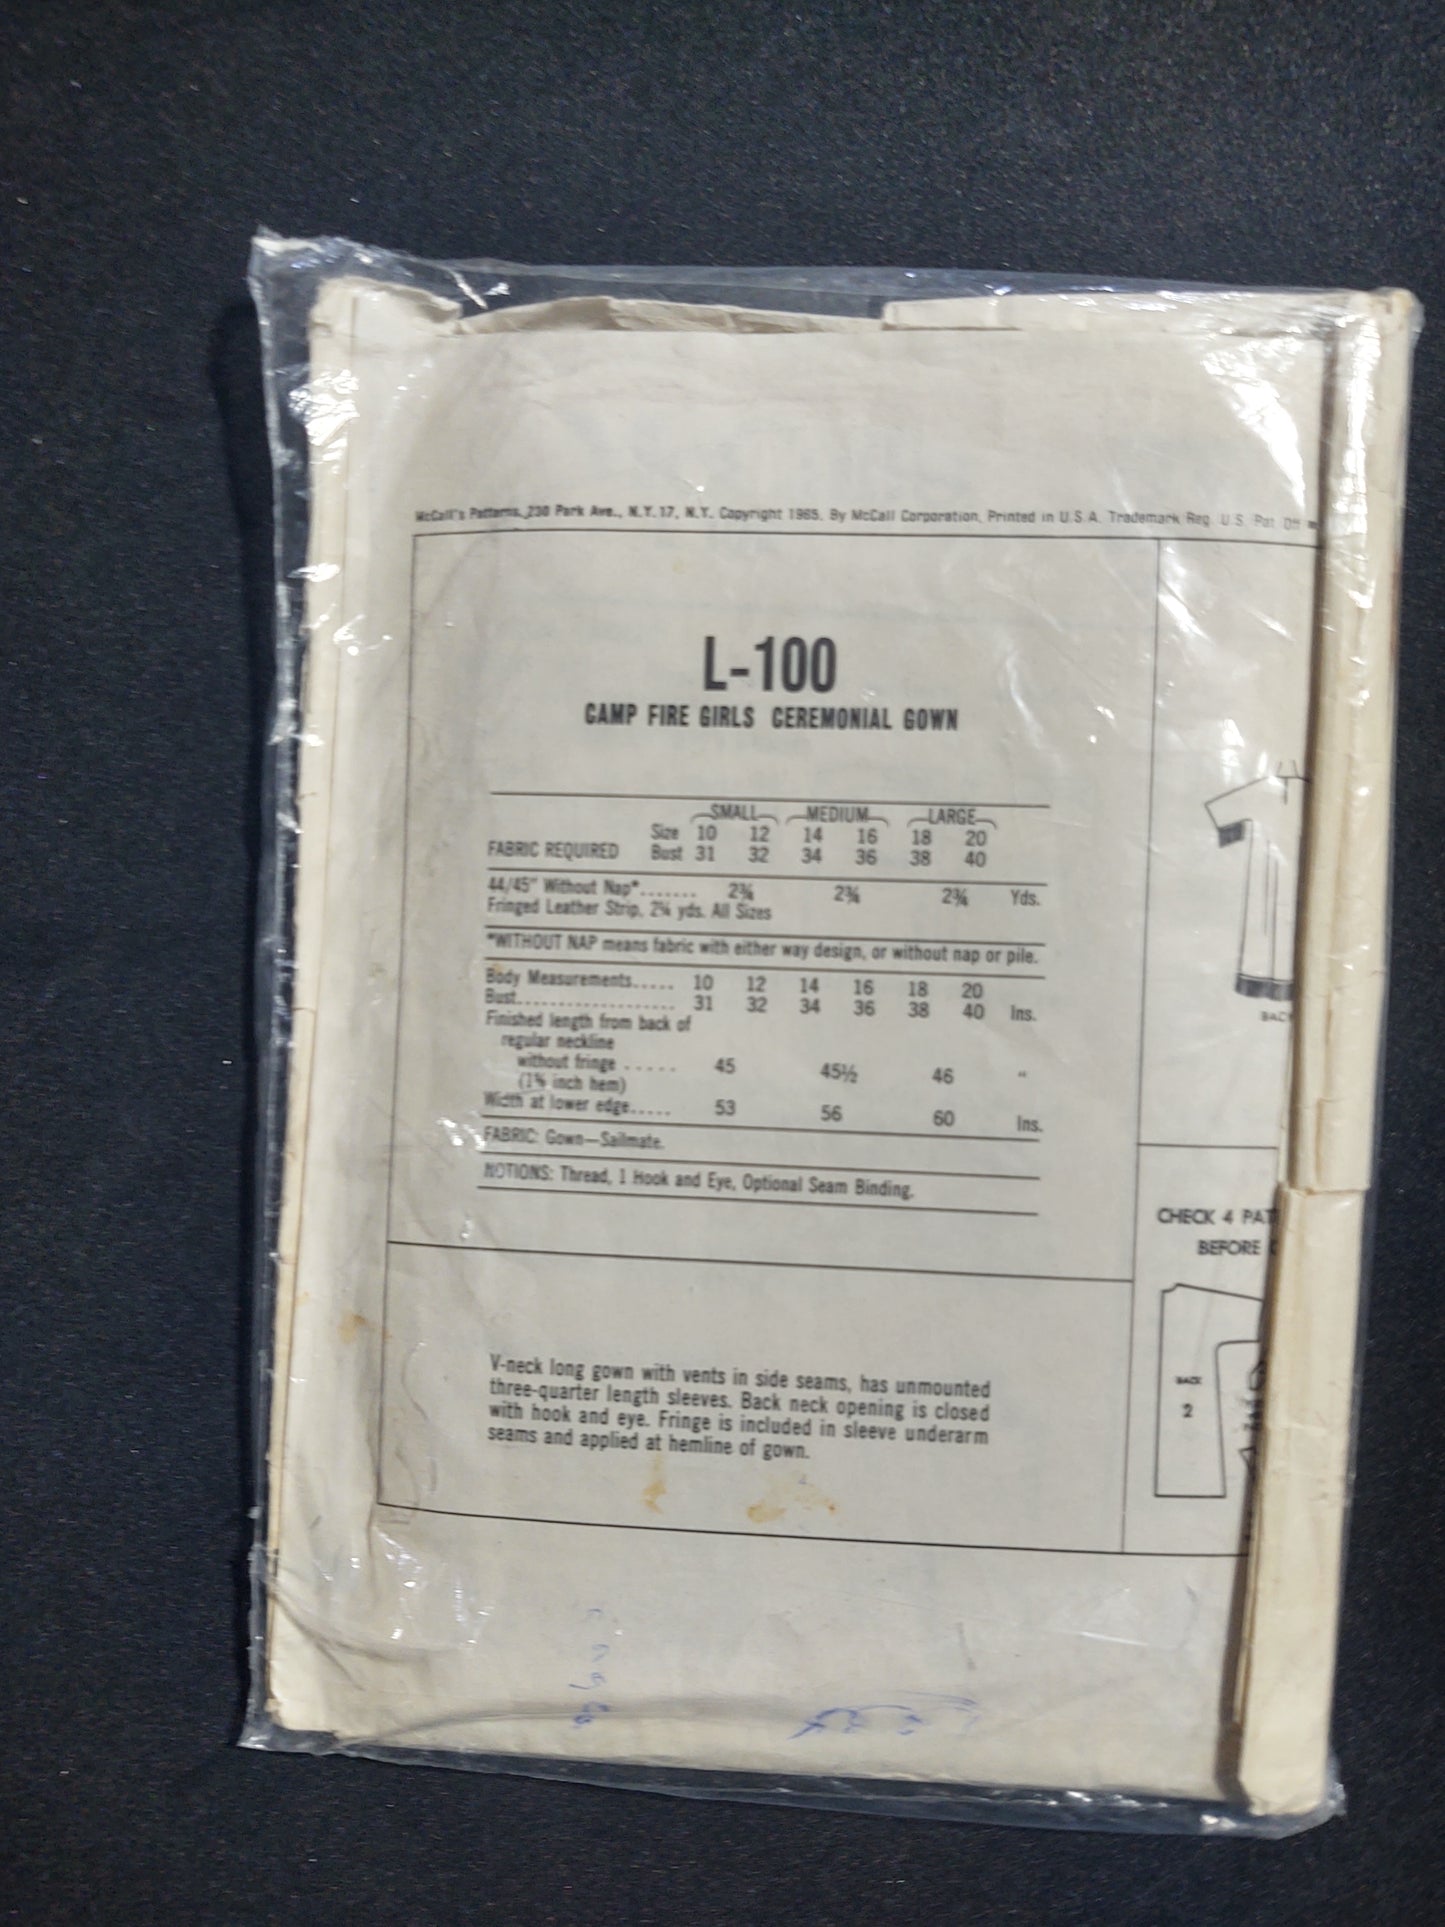 McCall's Patterns, 230 Park Ave., N.Y. 17, N.Y. Copyright 1965, By McCall Corporation, Printed in U.S.A. Trademark Reg. U.S. Pat. Off
L-100
CAMP FIRE GIRLS CEREMONIAL GOWN
SMALL MEDIUM LARGE
Size 10 12 14 16 18 20
FABRIC REQUIRED Bust 31 32 34 36 38 40
44/45" Without Nap*....... 2¾ 2¾ 2¾ Yds.
Fringed Leather Strip, yds. All Sizes
*WITHOUT NAP means fabric with either way design, or without nap or pile.
Body Measurements..... 10 12 14 16 18 20
Bust................... 31 32 34 36 38 40 Ins.
Finished length from back of
regular neckline
without fringe ..... 45 45½ 46 "
inch hem)
Width at lower edge..... 53 56 60 Ins.
FABRIC: Gown—Sailmate.
NOTIONS: Thread, 1 Hook and Eye, Optional Seam Binding.
V-neck long gown with vents in side seams, has unmounted
three-quarter length sleeves. Back neck opening is closed
with hook and eye. Fringe is included in sleeve underarm
seams and applied at hemline of gown.
BAC
CHECK 4 PAT
BEFORE
BACK
2